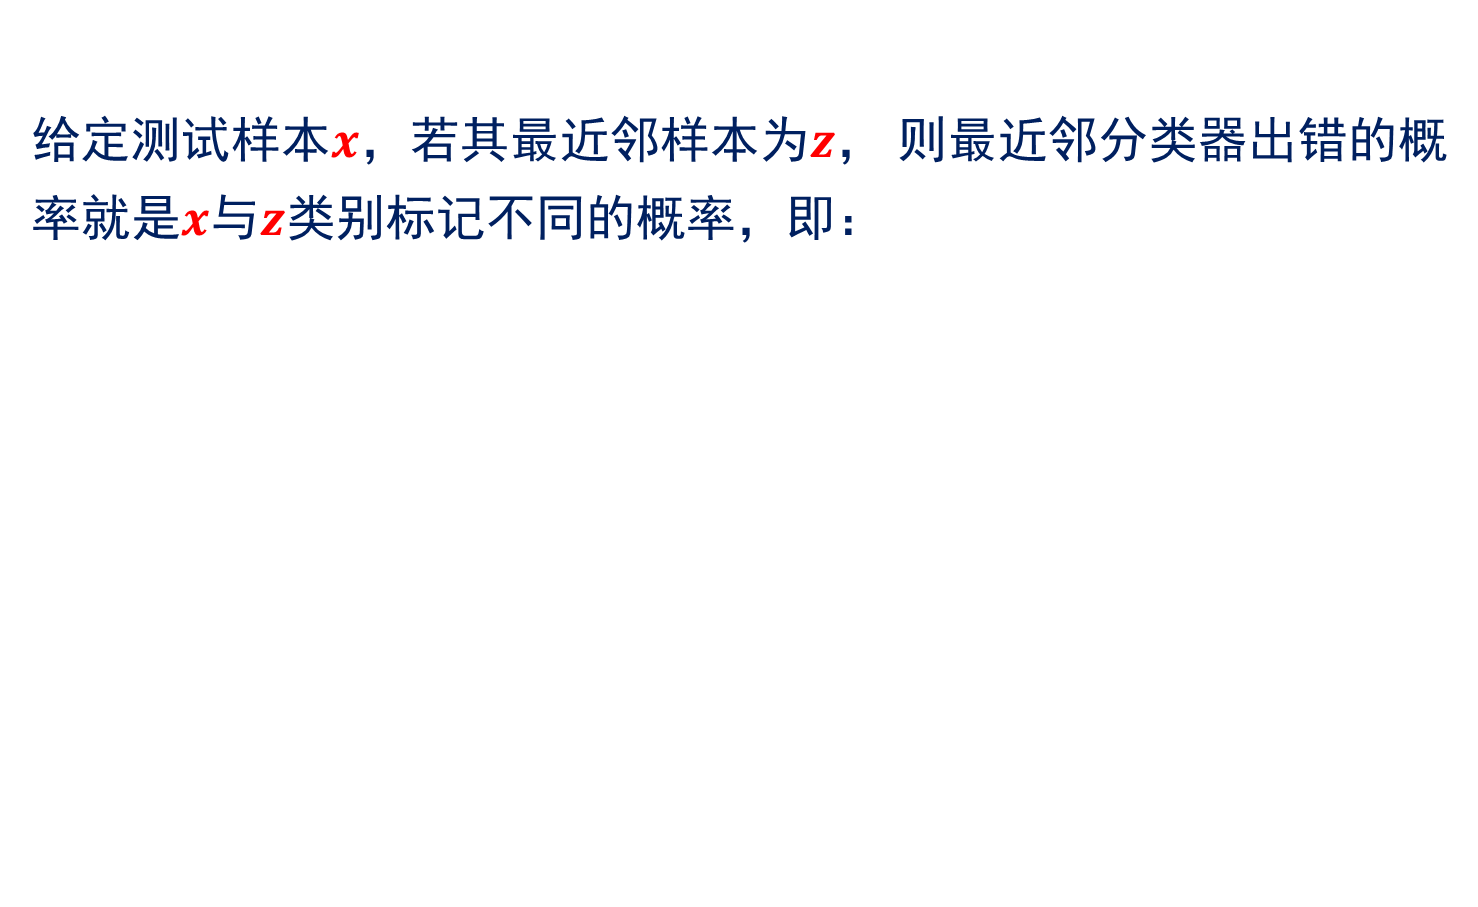 给定测试样本x，若其最近邻样本为z， 则最近邻分类器出错的概
率就是x与z类别标记不同的概率，即：